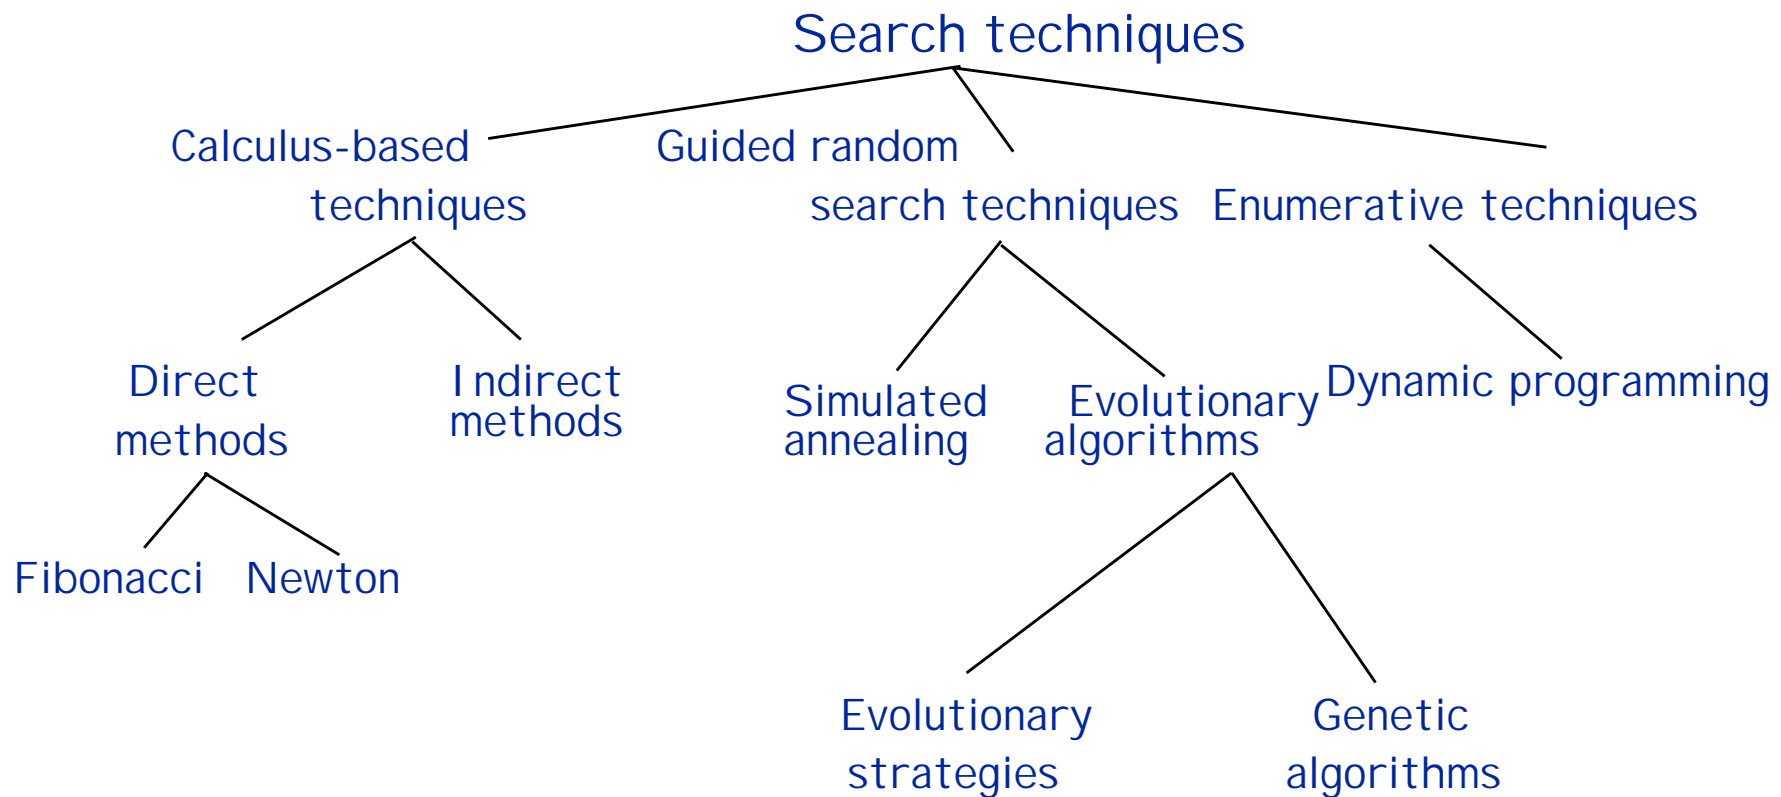 Search techniques
Calculus-based
techniques
Guided random
search techniques
Enumerative techniques
Direct
methods
Indirect
methods
Simulated
annealing
Evolutionary
algorithms
Dynamic programming
Fibonacci
Newton
Evolutionary
strategies
Genetic
algorithms